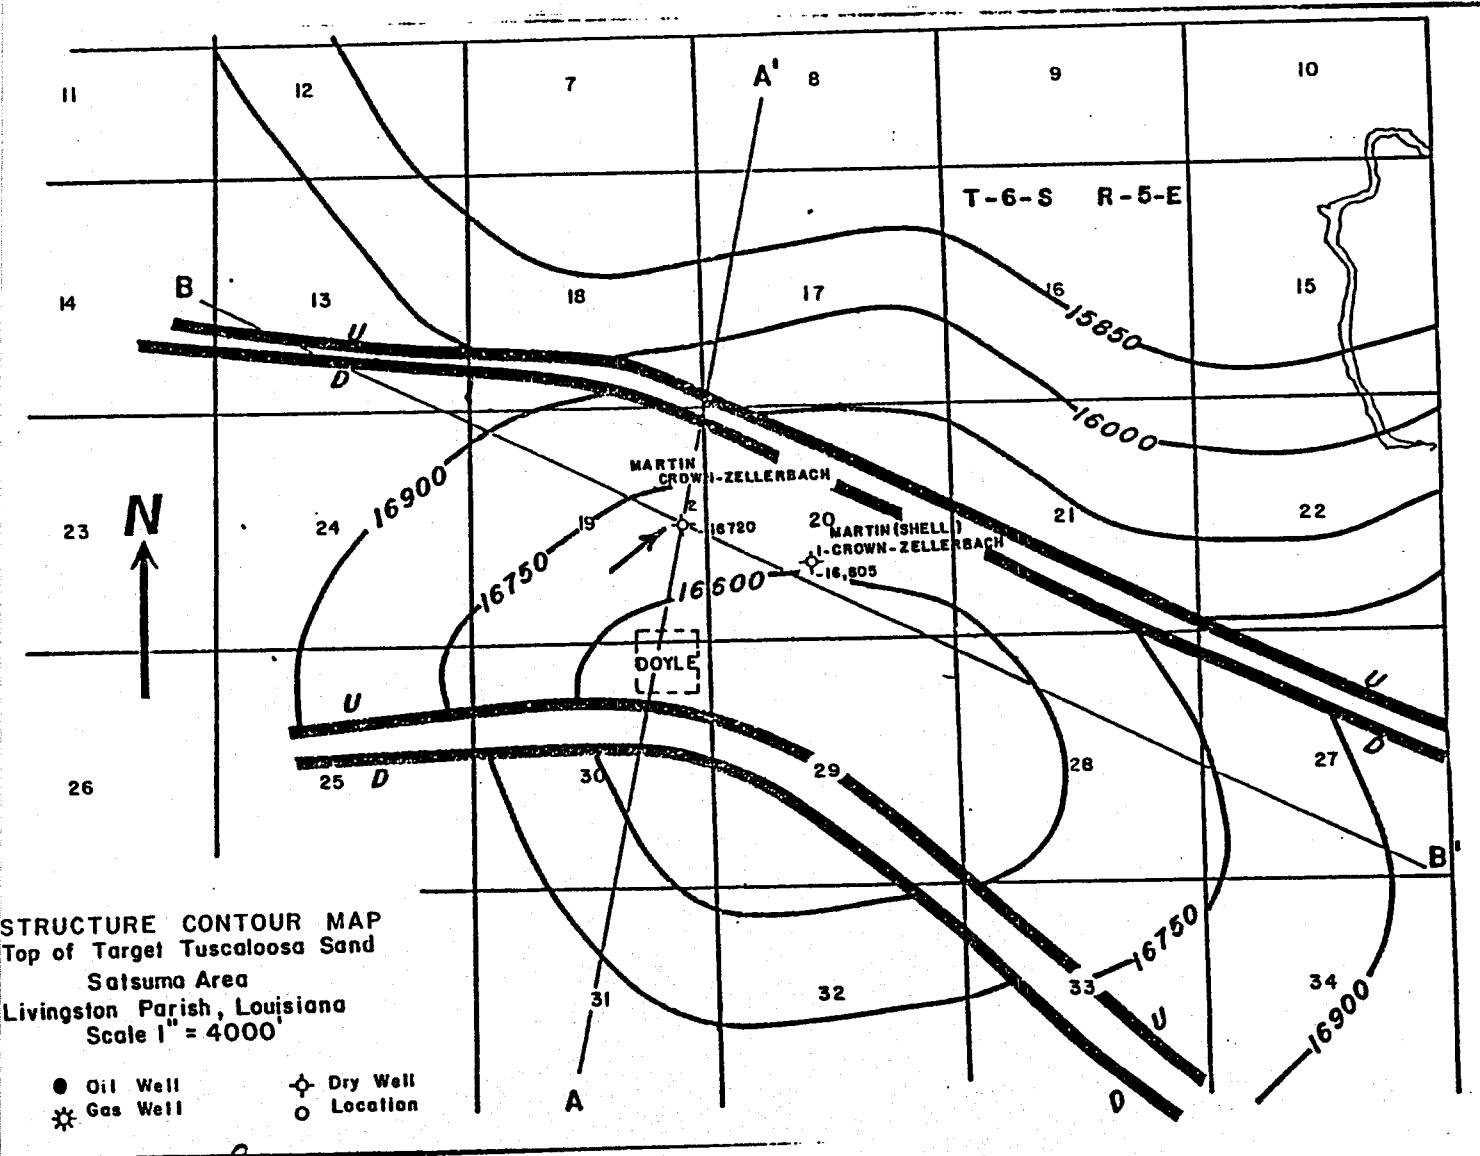 A'
7
8
9
10
11
12
T-6-S R-5-E
B
13
14
18
17
16
15
U
15850
D
16000
MARTIN
CROWN-ZELLERBACH
16900
2
N
23
24
19
-16720
20
MARTIN (SHELL)
1-CROWN-ZELLERBACH
21
22
16750
16600
-16,605
DOYLE
U
U
D
25
D
30
29
28
27
26
B'
16750
STRUCTURE CONTOUR MAP
Top of Target Tuscaloosa Sand
Satsuma Area
Livingston Parish, Louisiana
Scale 1" = 4000'
31
32
33
34
U
16900
Oil Well
Dry Well
Gas Well
Location
A
D